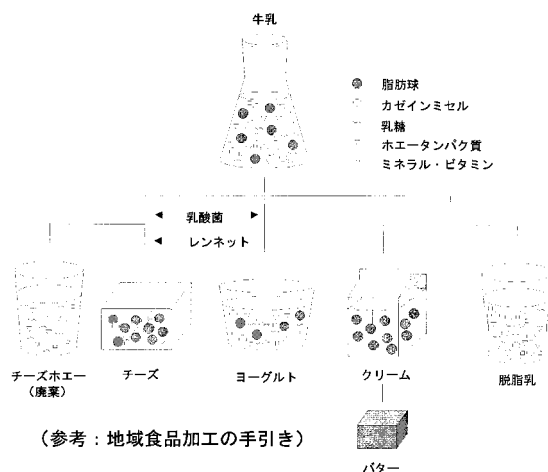 牛乳
脂肪球
カゼインミセル
乳糖
ホエータンパク質
ミネラル・ビタミン
乳酸菌
レンネット
チーズホエー
(廃棄)
チーズ
ヨーグルト
クリーム
脱脂乳
(参考:地域食品加工の手引き)
バター